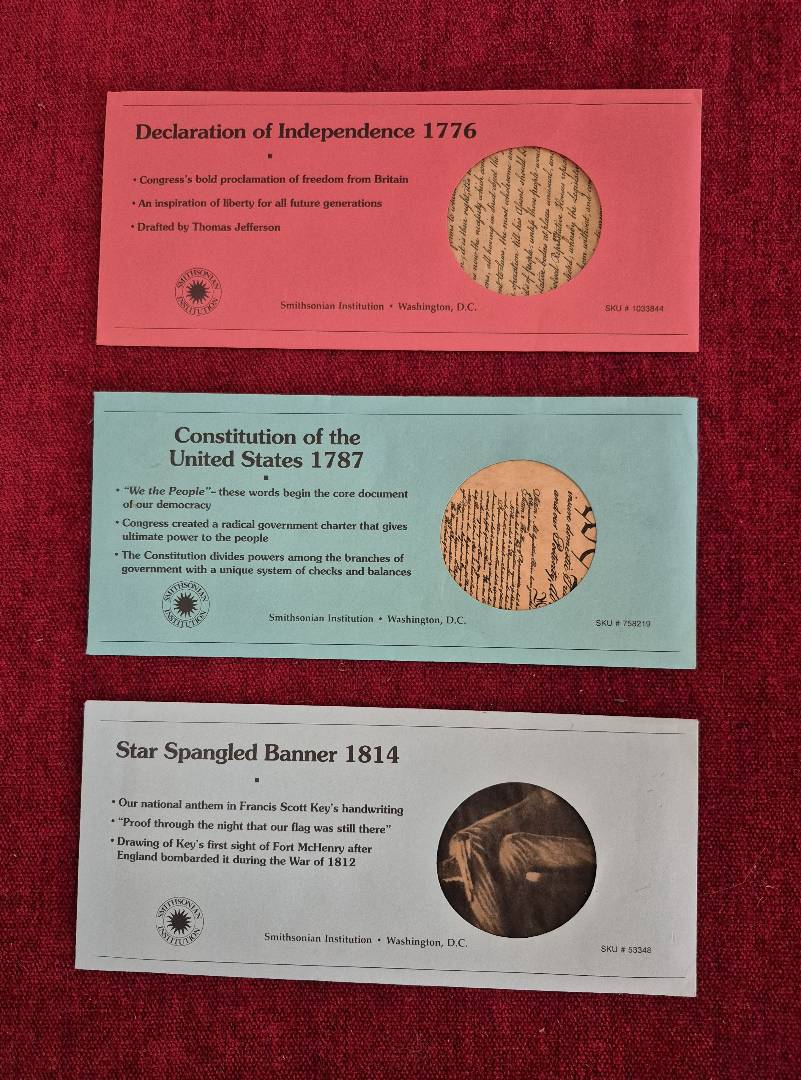 Declaration of Independence 1776
• Congress's bold proclamation of freedom from Britain
• An inspiration of liberty for all future generations
• Drafted by Thomas Jefferson
SMITHSONIAN INSTITUTION
Smithsonian Institution • Washington, D.C.
SKU # 1033844
Constitution of the
United States 1787
• "We the People"– these words begin the core document
of our democracy
• Congress created a radical government charter that gives
ultimate power to the people
• The Constitution divides powers among the branches of
government with a unique system of checks and balances
SMITHSONIAN INSTITUTION
Smithsonian Institution • Washington, D.C.
SKU # 758219
Star Spangled Banner 1814
• Our national anthem in Francis Scott Key's handwriting
• "Proof through the night that our flag was still there"
• Drawing of Key's first sight of Fort McHenry after
England bombarded it during the War of 1812
SMITHSONIAN INSTITUTION
Smithsonian Institution • Washington, D.C.
SKU # 53348